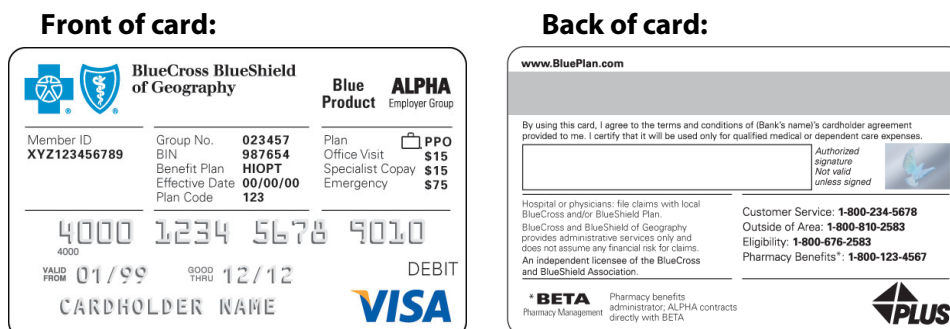 Front of card:
BlueCross BlueShield
of Geography
Blue
Product
ALPHA
Employer Group
Member ID
XYZ123456789
Group No. 023457
BIN 987654
Benefit Plan HIOPT
Effective Date 00/00/00
Plan Code 123
Plan PPO
Office Visit $15
Specialist Copay $15
Emergency $75
4000 1234 5678 9010
4000
VALID FROM 01/99 GOOD THRU 12/12
DEBIT
CARDHOLDER NAME
VISA
Back of card:
www.BluePlan.com
By using this card, I agree to the terms and conditions of (Bank's name)'s cardholder agreement
provided to me. I certify that it will be used only for qualified medical or dependent care expenses.
Authorized
signature
Not valid
unless signed
Hospital or physicians: file claims with local
BlueCross and/or BlueShield Plan.
BlueCross and BlueShield of Geography
provides administrative services only and
does not assume any financial risk for claims.
An independent licensee of the BlueCross
and BlueShield Association.
Customer Service: 1-800-234-5678
Outside of Area: 1-800-810-2583
Eligibility: 1-800-676-2583
Pharmacy Benefits*: 1-800-123-4567
* BETA
Pharmacy Management
Pharmacy benefits
administrator; ALPHA contracts
directly with BETA
PLUS